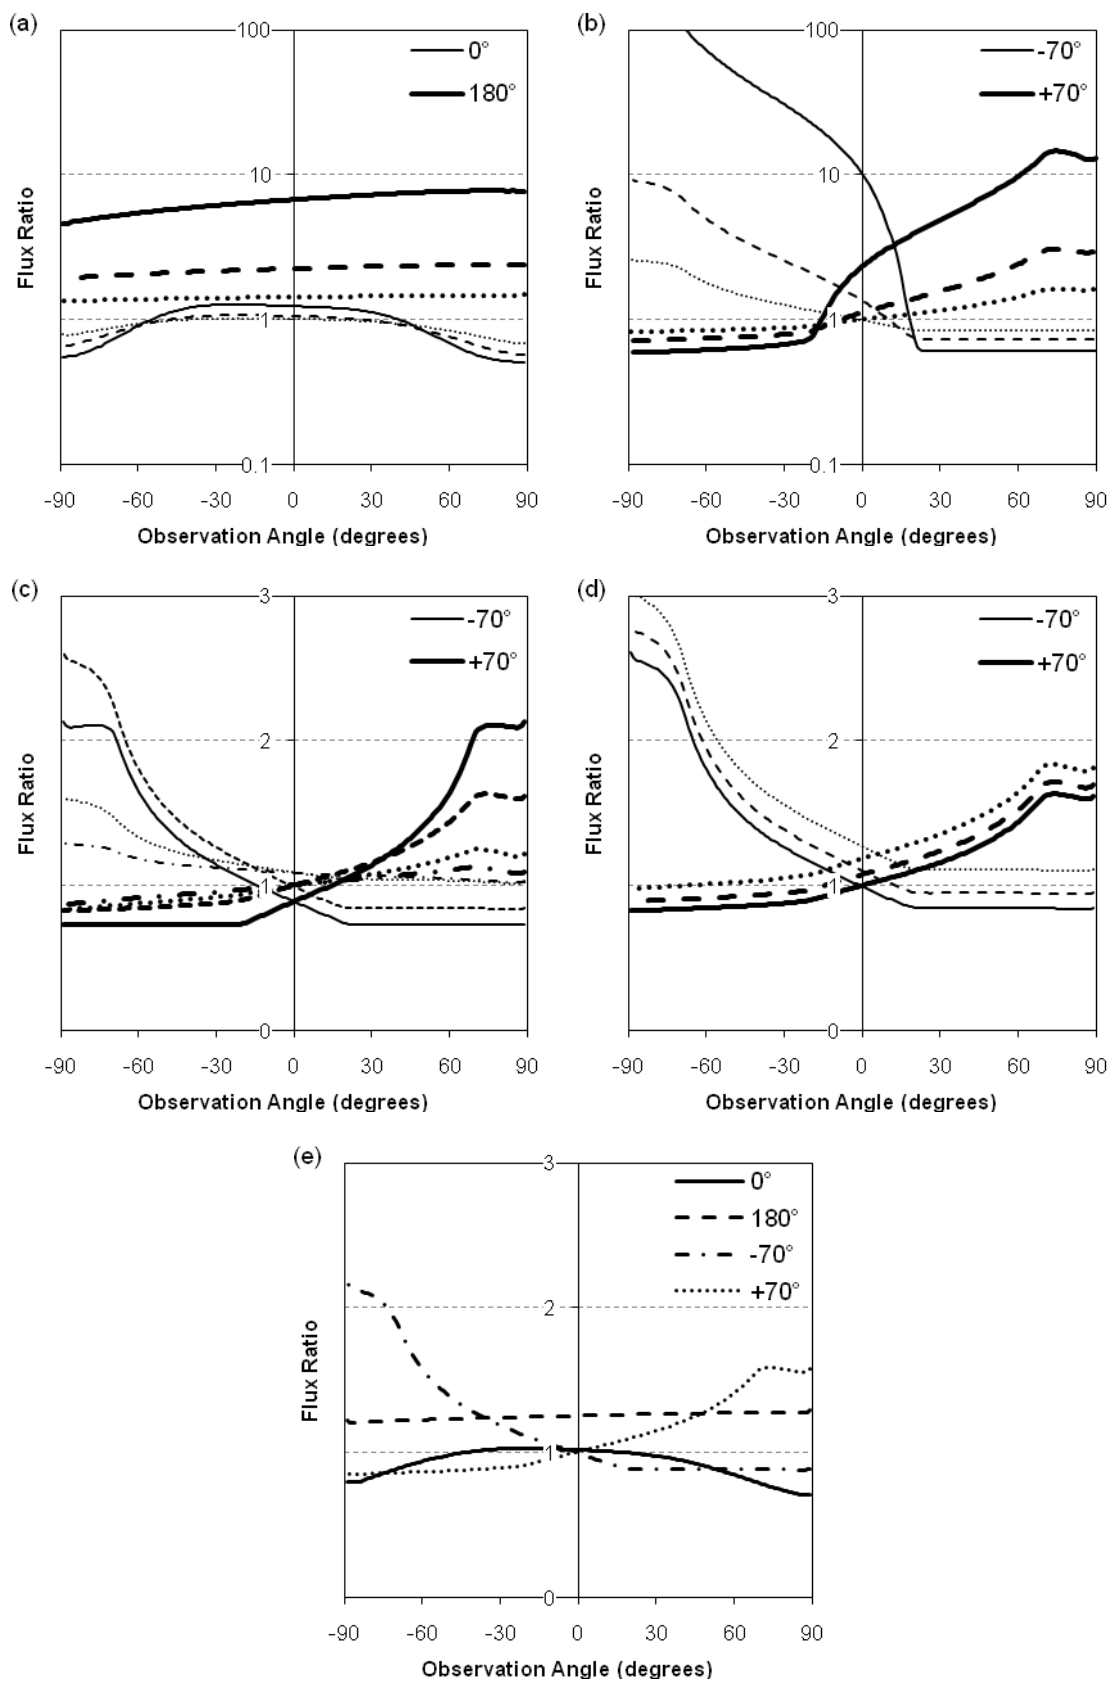 (a)
100
0°
180°
10
1
0.1
Flux Ratio
-90 -60 -30 0 30 60 90
Observation Angle (degrees)
(b)
100
-70°
+70°
10
1
0.1
Flux Ratio
-90 -60 -30 0 30 60 90
Observation Angle (degrees)
(c)
3
-70°
+70°
2
1
0
Flux Ratio
-90 -60 -30 0 30 60 90
Observation Angle (degrees)
(d)
3
-70°
+70°
2
1
0
Flux Ratio
-90 -60 -30 0 30 60 90
Observation Angle (degrees)
(e)
3
0°
180°
-70°
+70°
2
1
0
Flux Ratio
-90 -60 -30 0 30 60 90
Observation Angle (degrees)